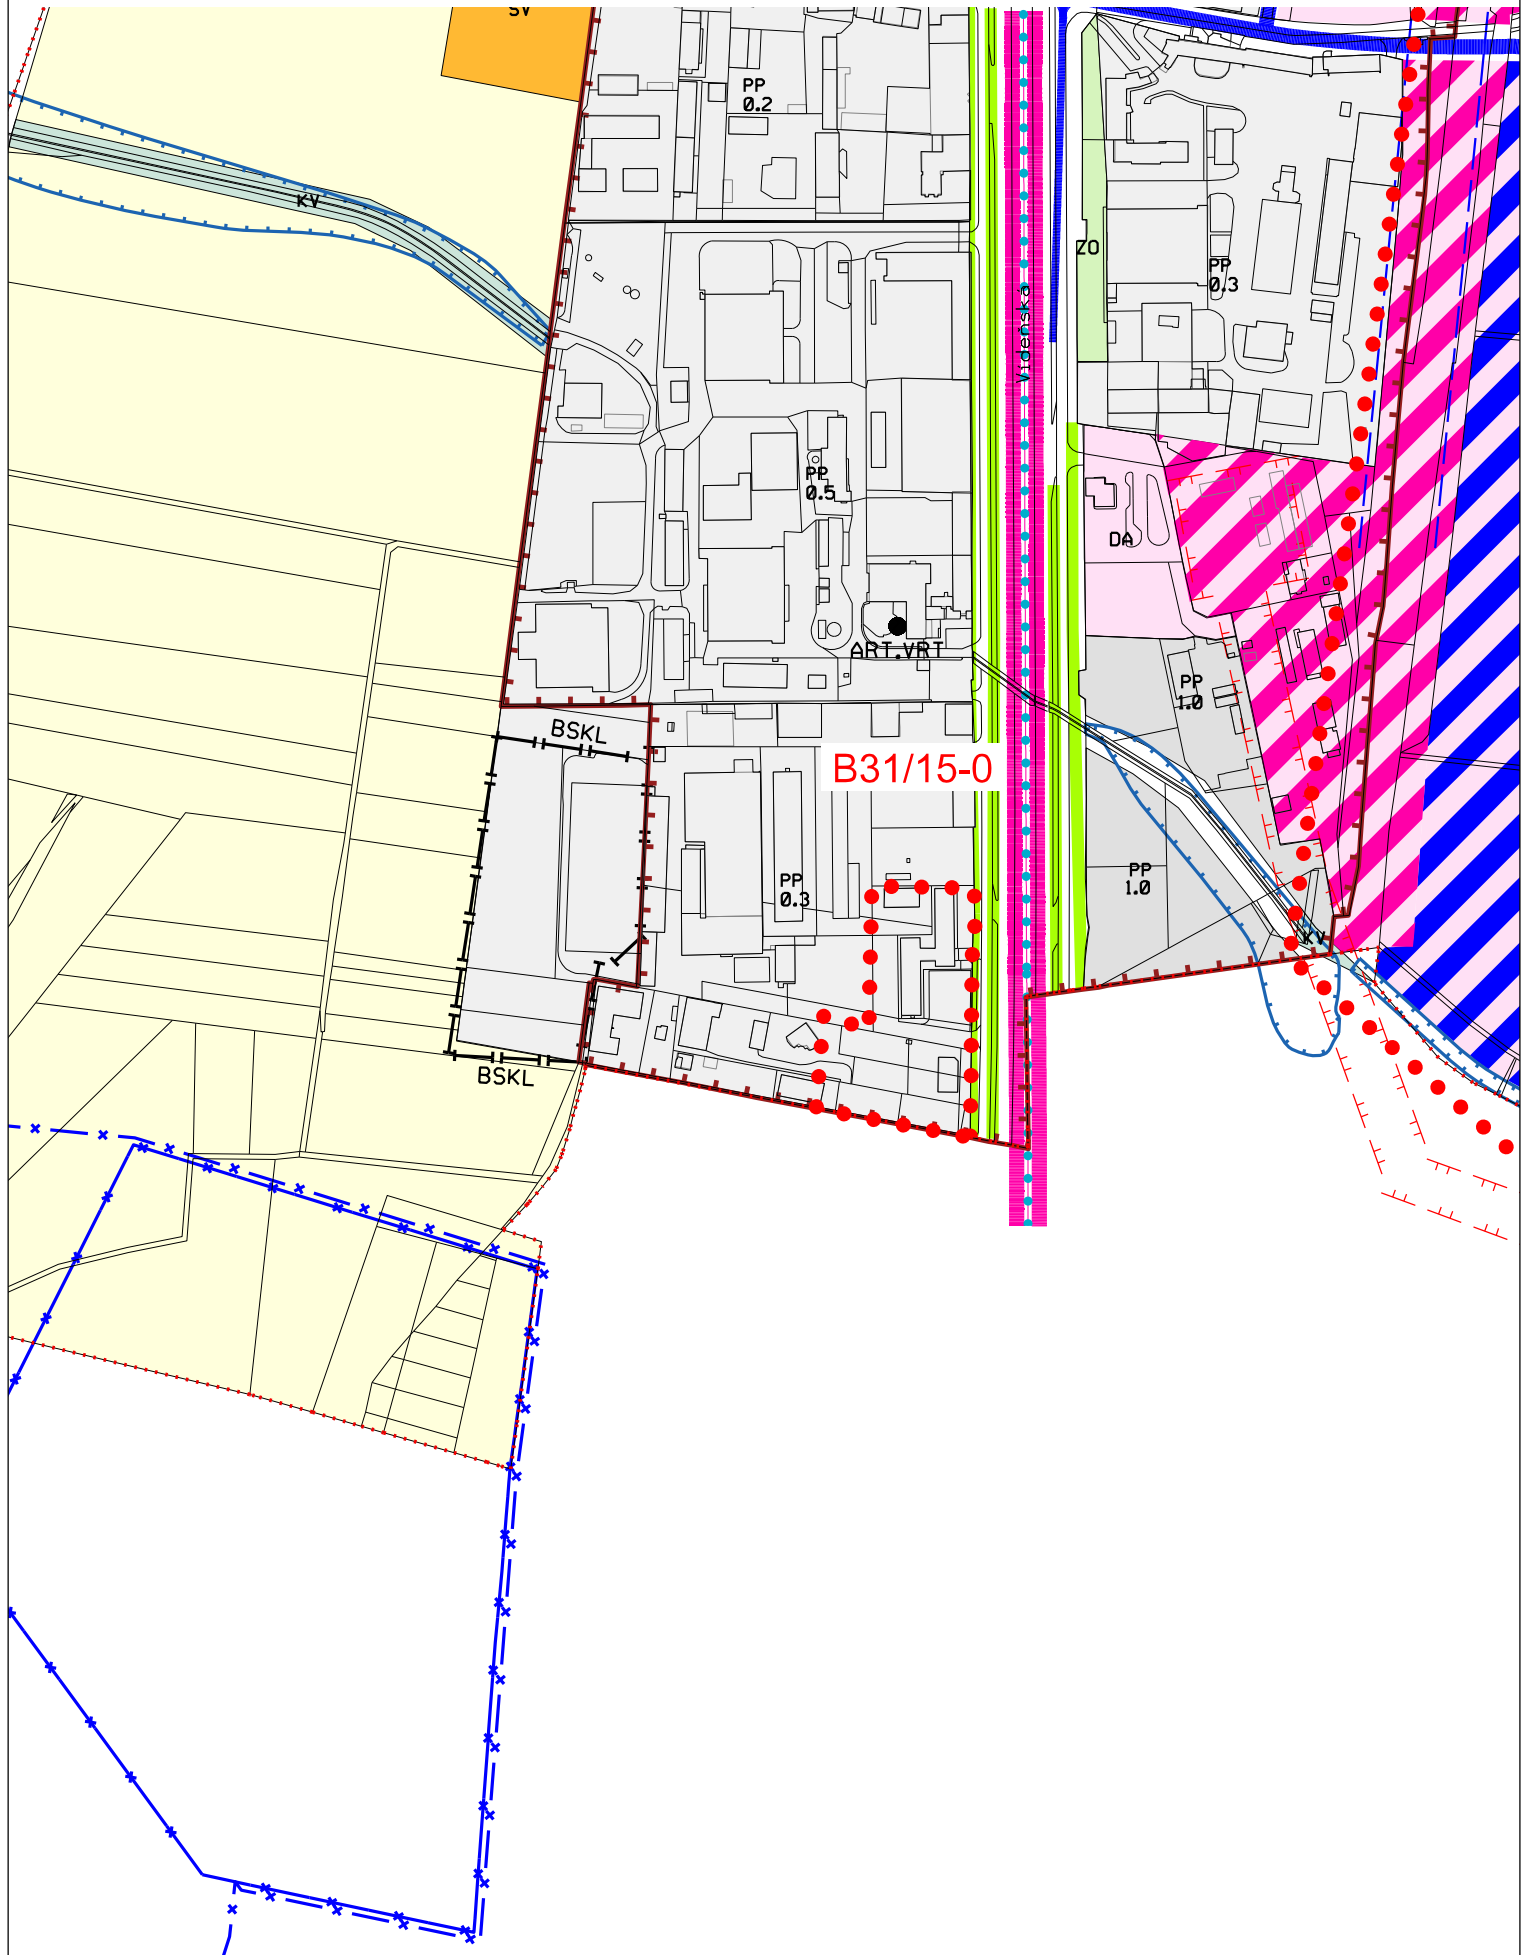 SV
PP
0.2
KV
ZO
PP
0.3
Vídeňská
PP
0.5
DA
ART.VRT
PP
1.0
BSKL
B31/15-0
PP
0.3
PP
1.0
KV
BSKL